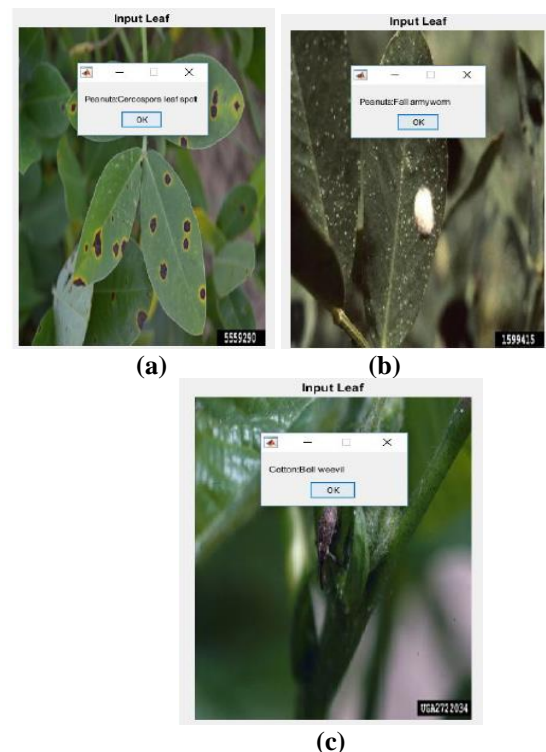 Input Leaf
Peanuts:Cercospora leaf spot
OK
5559290
(a)
Input Leaf
Peanuts:Fall armyworm
OK
1599415
(b)
Input Leaf
Cotton:Boll weevil
OK
UGA2722034
(c)